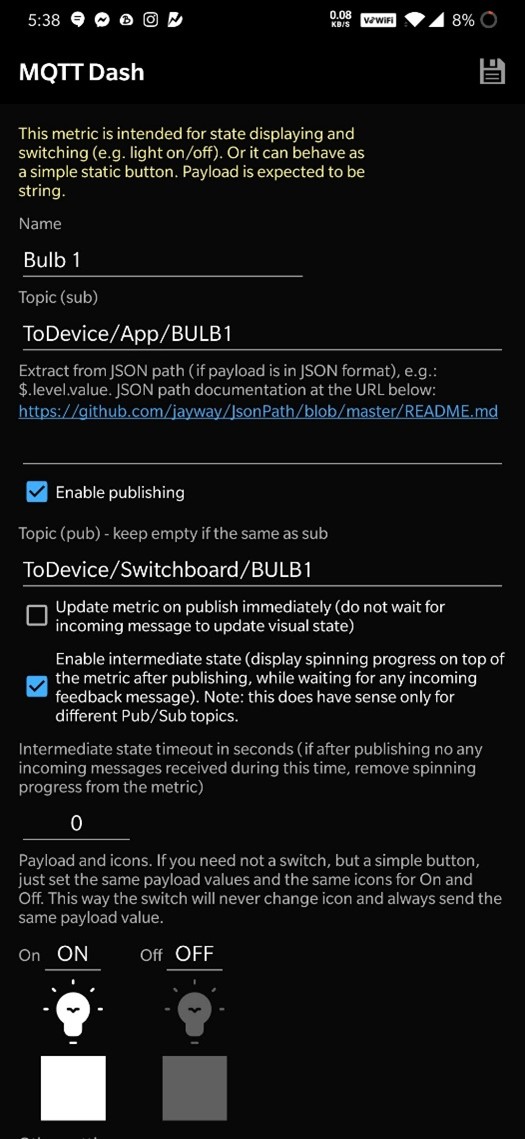 5:38 0.08 KB/S VoWiFi 8%
MQTT Dash
This metric is intended for state displaying and
switching (e.g. light on/off). Or it can behave as
a simple static button. Payload is expected to be
string.
Name
Bulb 1
Topic (sub)
ToDevice/App/BULB1
Extract from JSON path (if payload is in JSON format), e.g.:
$.level.value. JSON path documentation at the URL below:
https://github.com/jayway/JsonPath/blob/master/README.md
Enable publishing
Topic (pub) - keep empty if the same as sub
ToDevice/Switchboard/BULB1
Update metric on publish immediately (do not wait for
incoming message to update visual state)
Enable intermediate state (display spinning progress on top of
the metric after publishing, while waiting for any incoming
feedback message). Note: this does have sense only for
different Pub/Sub topics.
Intermediate state timeout in seconds (if after publishing no any
incoming messages received during this time, remove spinning
progress from the metric)
0
Payload and icons. If you need not a switch, but a simple button,
just set the same payload values and the same icons for On and
Off. This way the switch will never change icon and always send the
same payload value.
On ON Off OFF